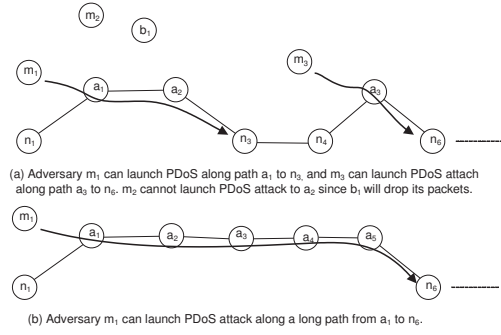 m2
b1
m1
m3
a1
a2
a3
n1
n3
n4
n6
(a) Adversary m1 can launch PDoS along path a1 to n3, and m3 can launch PDoS attach
along path a3 to n6. m2 cannot launch PDoS attack to a2 since b1 will drop its packets.
m1
a1
a2
a3
a4
a5
n1
n6
(b) Adversary m1 can launch PDoS attack along a long path from a1 to n6.